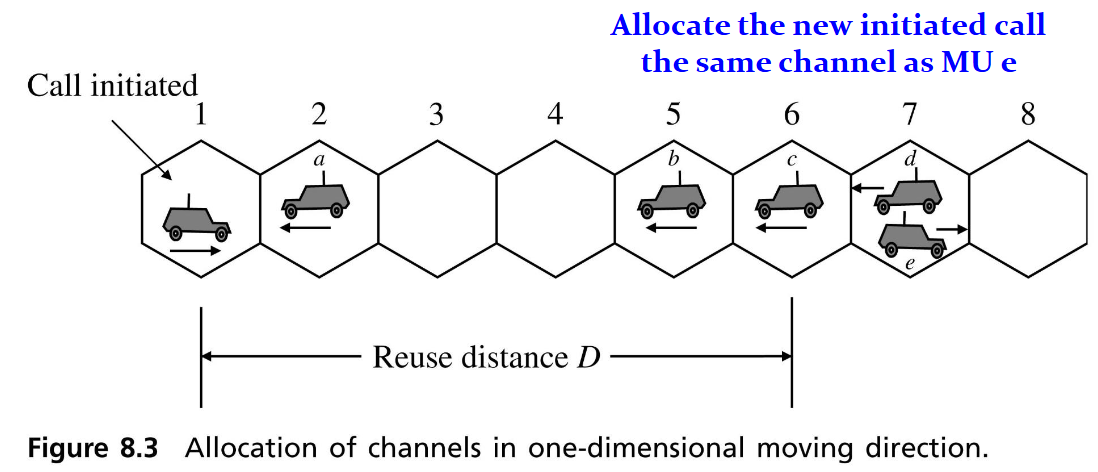 Allocate the new initiated call
the same channel as MU e
Call initiated
1 2 3 4 5 6 7 8
a b c d
e
Reuse distance D
Figure 8.3 Allocation of channels in one-dimensional moving direction.